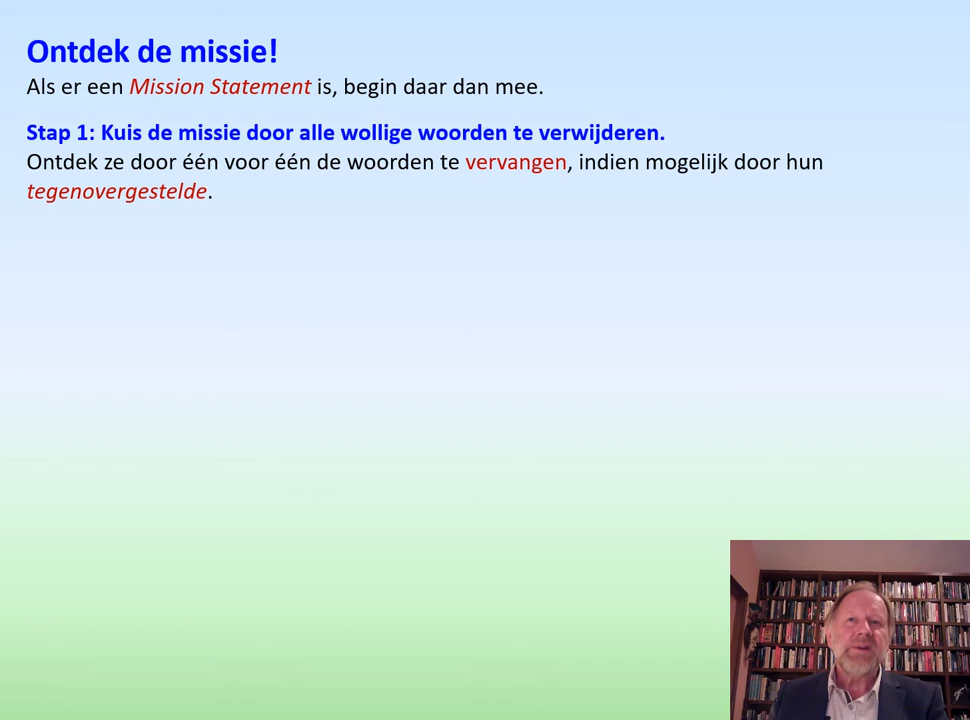 Ontdek de missie!
Als er een Mission Statement is, begin daar dan mee.
Stap 1: Kuis de missie door alle wollige woorden te verwijderen.
Ontdek ze door één voor één de woorden te vervangen, indien mogelijk door hun
tegenovergestelde.